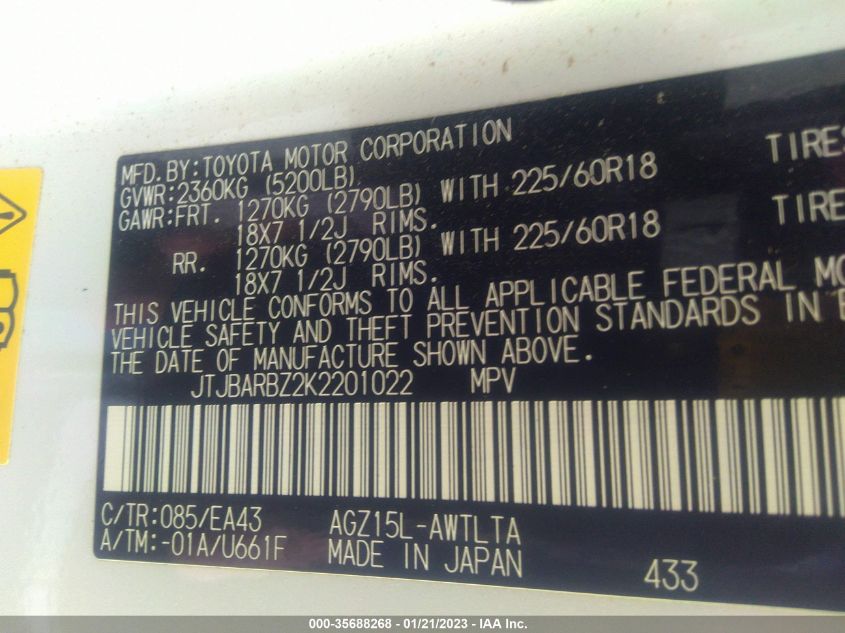 MFD.BY:TOYOTA MOTOR CORPORATION
GVWR:2360KG (5200LB)
GAWR:FRT. 1270KG (2790LB) WITH 225/60R18 TIRES
18X7 1/2J RIMS.
RR. 1270KG (2790LB) WITH 225/60R18 TIRE
18X7 1/2J RIMS.
THIS VEHICLE CONFORMS TO ALL APPLICABLE FEDERAL MO
VEHICLE SAFETY AND THEFT PREVENTION STANDARDS IN E
THE DATE OF MANUFACTURE SHOWN ABOVE.
JTJBARBZ2K2201022 MPV
C/TR:085/EA43 AGZ15L-AWTLTA
A/TM:-01A/U661F MADE IN JAPAN 433
000-35688268 - 01/21/2023 - IAA Inc.